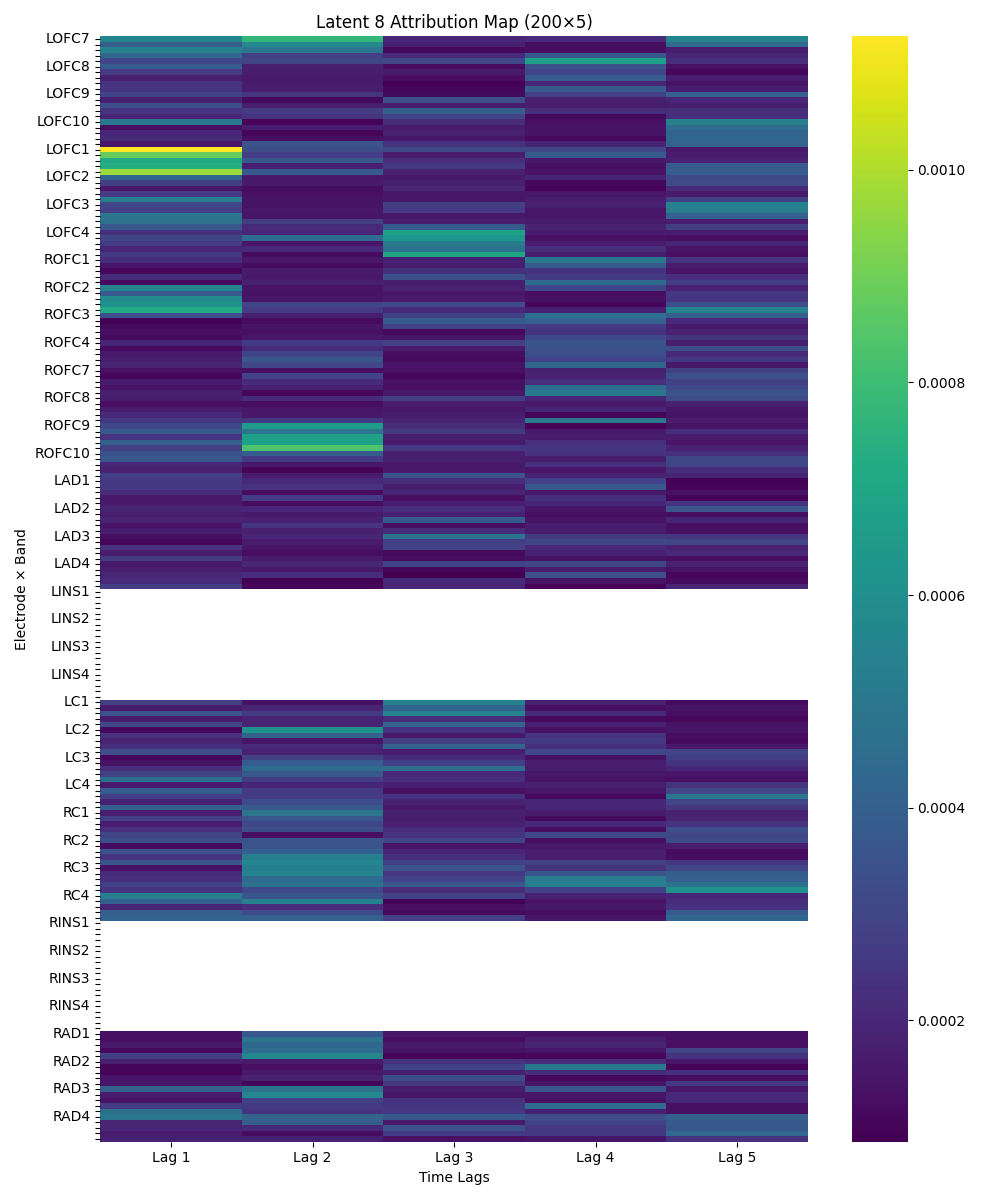 Latent 8 Attribution Map (200×5)
LOFC7
LOFC8
LOFC9
LOFC10
LOFC1
LOFC2
LOFC3
LOFC4
ROFC1
ROFC2
ROFC3
ROFC4
ROFC7
ROFC8
ROFC9
ROFC10
LAD1
LAD2
LAD3
LAD4
LINS1
LINS2
LINS3
LINS4
LC1
LC2
LC3
LC4
RC1
RC2
RC3
RC4
RINS1
RINS2
RINS3
RINS4
RAD1
RAD2
RAD3
RAD4
Electrode × Band
Lag 1 Lag 2 Lag 3 Lag 4 Lag 5
Time Lags
0.0010
0.0008
0.0006
0.0004
0.0002